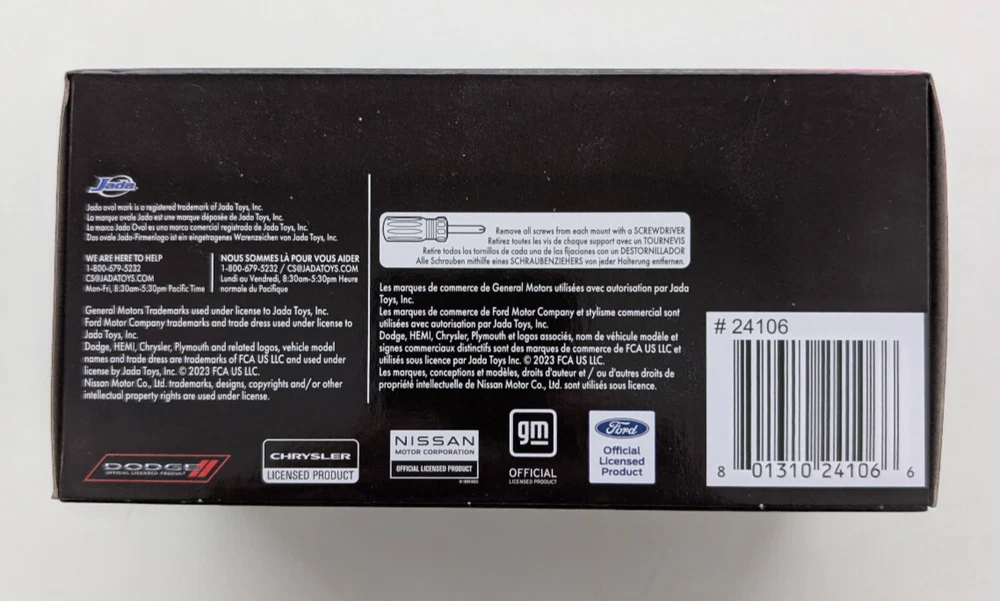 Jada
Jada oval mark is a registered trademark of Jada Toys, Inc.
La marque ovale Jada est une marque déposée de Jada Toys, Inc.
La marca Jada Oval es una marca comercial registrada de Jada Toys, Inc.
Das ovale Jada-Firmenlogo ist ein eingetragenes Warenzeichen von Jada Toys, Inc.
WE ARE HERE TO HELP
1-800-679-5232
CS@JADATOYS.COM
Mon-Fri, 8:30am-5:30pm Pacific Time
NOUS SOMMES LÀ POUR VOUS AIDER
1-800-679-5232 / CS@JADATOYS.COM
Lundi au Vendredi, 8:30am-5:30pm Heure
normale du Pacifique
General Motors Trademarks used under license to Jada Toys, Inc.
Ford Motor Company trademarks and trade dress used under license to
Jada Toys, Inc.
Dodge, HEMI, Chrysler, Plymouth and related logos, vehicle model
names and trade dress are trademarks of FCA US LLC and used under
license by Jada Toys, Inc. © 2023 FCA US LLC.
Nissan Motor Co., Ltd. trademarks, designs, copyrights and/or other
intellectual property rights are used under license.
Remove all screws from each mount with a SCREWDRIVER
Retirez toutes les vis de chaque support avec un TOURNEVIS
Retire todos los tornillos de cada una de las fijaciones con un DESTORNILLADOR
Alle Schrauben mithilfe eines SCHRAUBENZIEHERS von jeder Halterung entfernen.
Les marques de commerce de General Motors utilisées avec autorisation par Jada
Toys, Inc.
Les marques de commerce de Ford Motor Company et stylisme commercial sont
utilisées avec autorisation par Jada Toys, Inc.
Dodge, HEMI, Chrysler, Plymouth et logos associés, nom de véhicule modèle et
signes commerciaux distinctifs sont des marques de commerce de FCA US LLC et
utilisés sous licence par Jada Toys Inc. © 2023 FCA US LLC.
Les marques, conceptions et modèles, droits d'auteur et / ou d'autres droits de
propriété intellectuelle de Nissan Motor Co., Ltd. sont utilisés sous licence.
DODGE
OFFICIAL LICENSED PRODUCT
CHRYSLER
LICENSED PRODUCT
NISSAN
MOTOR CORPORATION
OFFICIAL LICENSED PRODUCT
gm
OFFICIAL
LICENSED PRODUCT
Ford
Official
Licensed
Product
# 24106
8 01310 24106 6